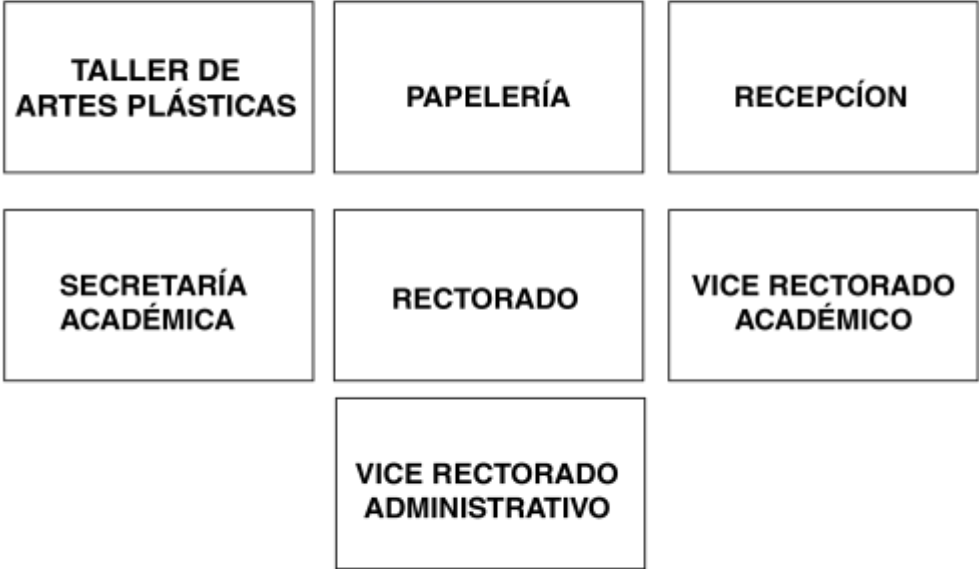 TALLER DE
ARTES PLÁSTICAS
PAPELERÍA
RECEPCÍON
SECRETARÍA
ACADÉMICA
RECTORADO
VICE RECTORADO
ACADÉMICO
VICE RECTORADO
ADMINISTRATIVO